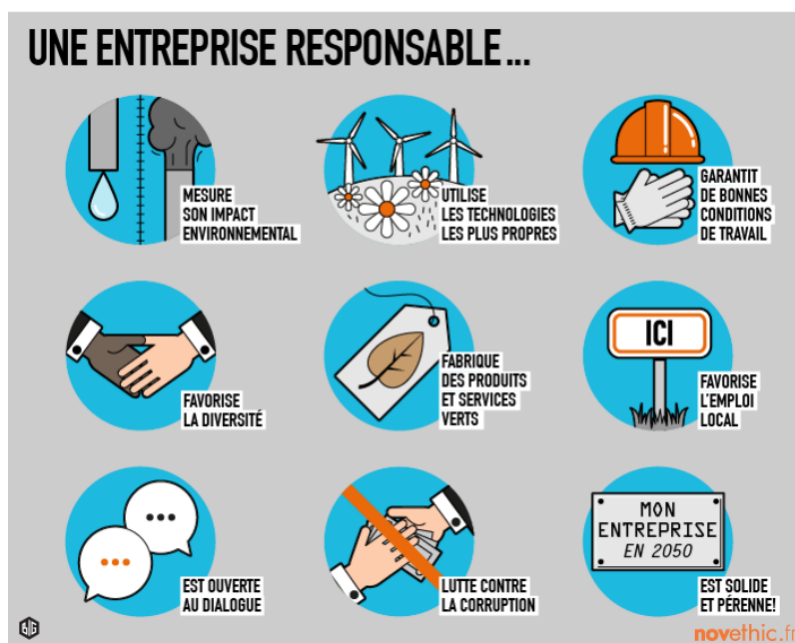 UNE ENTREPRISE RESPONSABLE...
MESURE
SON IMPACT
ENVIRONNEMENTAL
UTILISE
LES TECHNOLOGIES
LES PLUS PROPRES
GARANTIT
DE BONNES
CONDITIONS
DE TRAVAIL
FAVORISE
LA DIVERSITÉ
FABRIQUE
DES PRODUITS
ET SERVICES
VERTS
ICI
FAVORISE
L'EMPLOI
LOCAL
EST OUVERTE
AU DIALOGUE
LUTTE CONTRE
LA CORRUPTION
MON
ENTREPRISE
EN 2050
EST SOLIDE
ET PÉRENNE!
novethic.fr